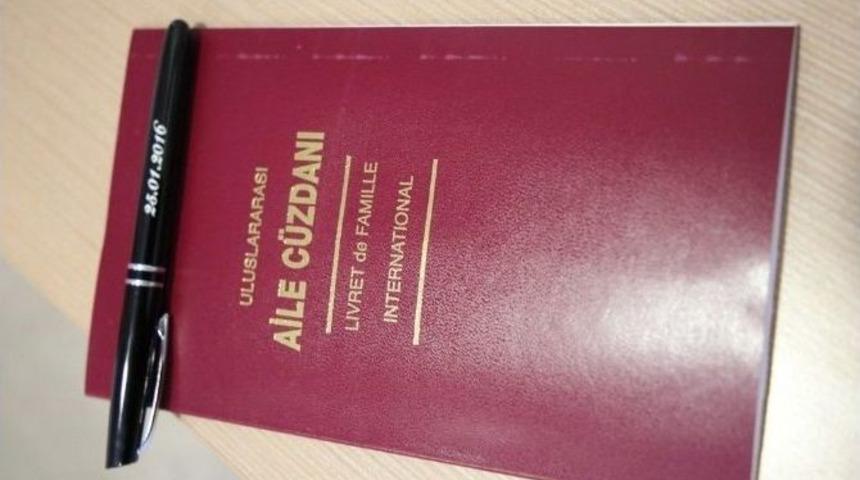 ULUSLARARASI
AİLE CÜZDANI
LIVRET de FAMILLE
INTERNATIONAL
25.01.2016